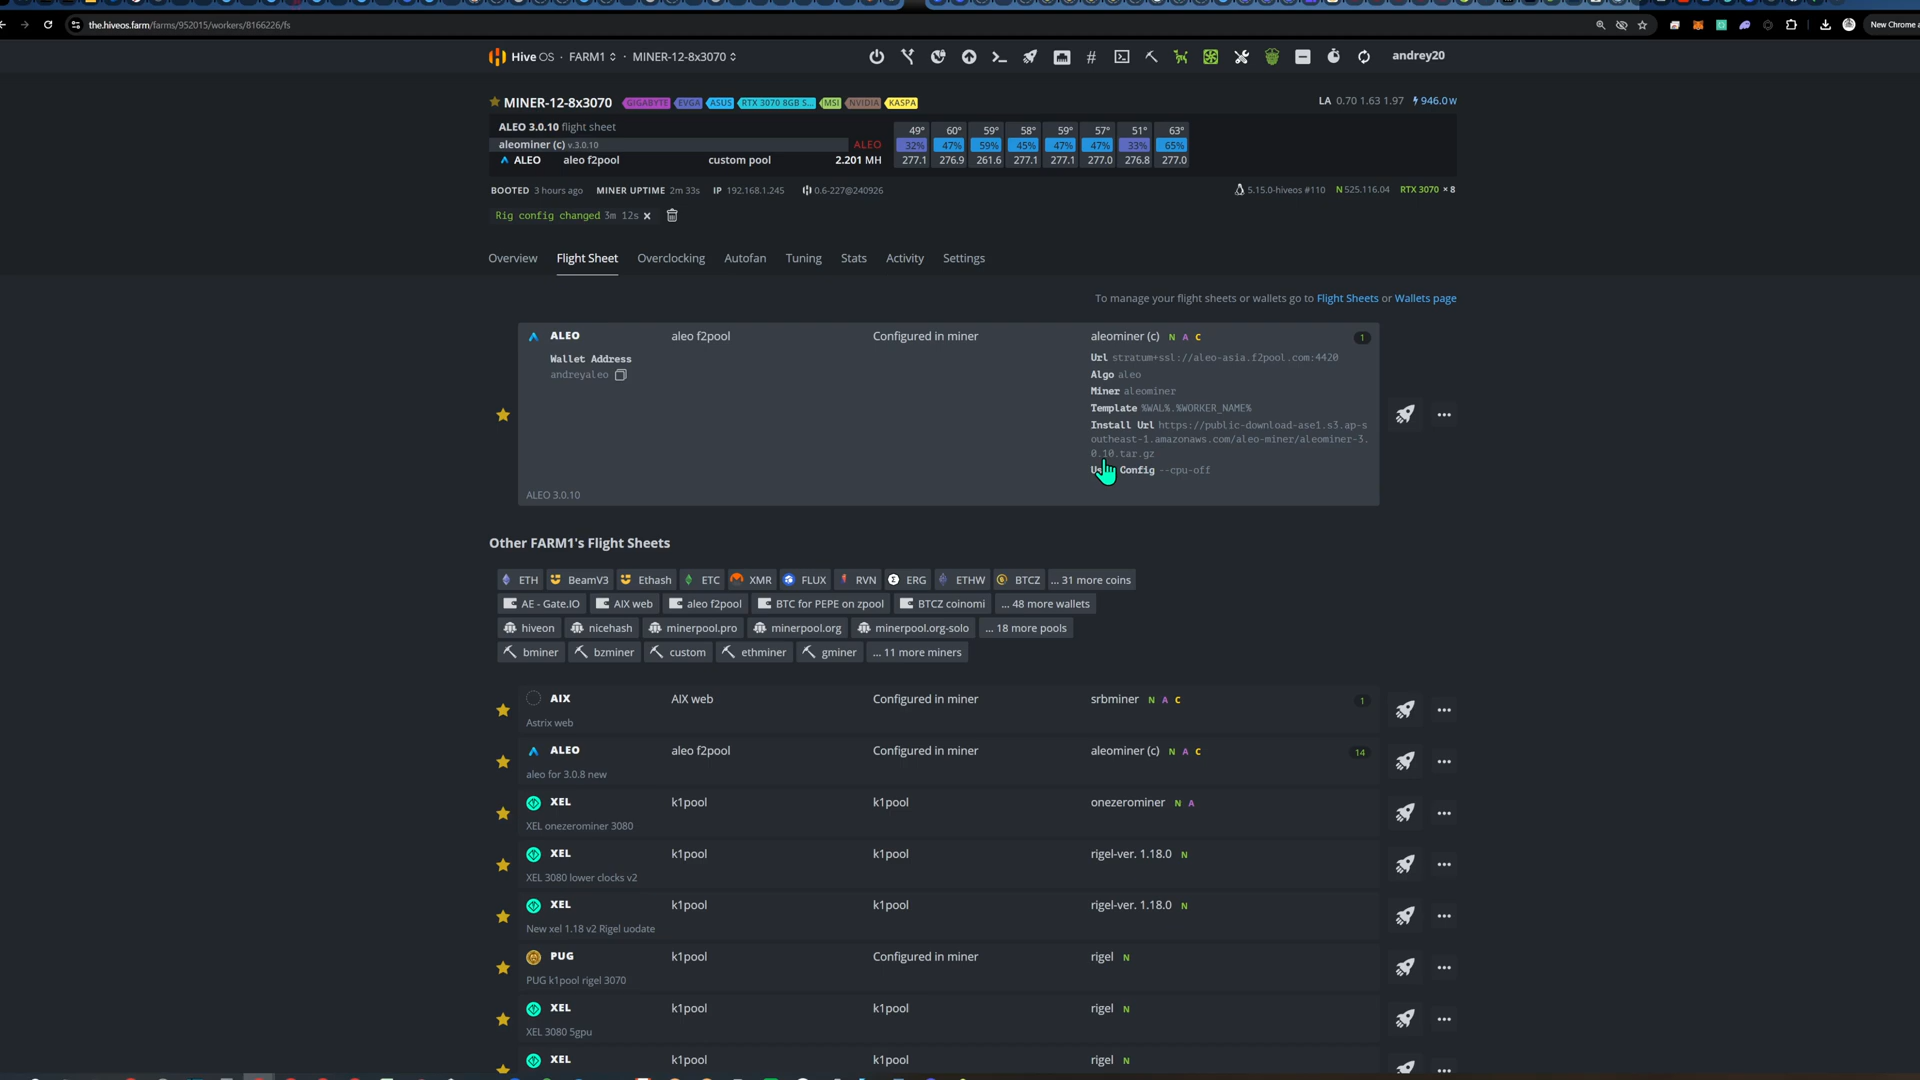 the.hiveos.farm/farms/952015/workers/8166226/fs
New Chrome a
Hive OS · FARM1 · MINER-12-8x3070
andrey20
MINER-12-8x3070 GIGABYTE EVGA ASUS RTX 3070 8GB S... MSI NVIDIA KASPA
LA 0.70 1.63 1.97 946.0 W
ALEO 3.0.10 flight sheet
aleominer (c) v.3.0.10 ALEO
ALEO aleo f2pool custom pool 2.201 MH
49° 60° 59° 58° 59° 57° 51° 63°
32% 47% 59% 45% 47% 47% 33% 65%
277.1 276.9 261.6 277.1 277.1 277.0 276.8 277.0
BOOTED 3 hours ago MINER UPTIME 2m 33s IP 192.168.1.245 0.6-227@240926
5.15.0-hiveos #110 N 525.116.04 RTX 3070 × 8
Rig config changed 3m 12s ×
Overview Flight Sheet Overclocking Autofan Tuning Stats Activity Settings
To manage your flight sheets or wallets go to Flight Sheets or Wallets page
ALEO aleo f2pool Configured in miner aleominer (c) N A C 1
Wallet Address
andreyaleo
Url stratum+ssl://aleo-asia.f2pool.com:4420
Algo aleo
Miner aleominer
Template %WAL%.%WORKER_NAME%
Install Url https://public-download-ase1.s3.ap-s
outheast-1.amazonaws.com/aleo-miner/aleominer-3.
0.10.tar.gz
Config --cpu-off
ALEO 3.0.10
Other FARM1's Flight Sheets
ETH BeamV3 Ethash ETC XMR FLUX RVN ERG ETHW BTCZ ... 31 more coins
AE - Gate.IO AIX web aleo f2pool BTC for PEPE on zpool BTCZ coinomi ... 48 more wallets
hiveon nicehash minerpool.pro minerpool.org minerpool.org-solo ... 18 more pools
bminer bzminer custom ethminer gminer ... 11 more miners
AIX AIX web Configured in miner srbminer N A C 1
Astrix web
ALEO aleo f2pool Configured in miner aleominer (c) N A C 14
aleo for 3.0.8 new
XEL k1pool k1pool onezerominer N A
XEL onezerominer 3080
XEL k1pool k1pool rigel-ver. 1.18.0 N
XEL 3080 lower clocks v2
XEL k1pool k1pool rigel-ver. 1.18.0 N
New xel 1.18 v2 Rigel uodate
PUG k1pool Configured in miner rigel N
PUG k1pool rigel 3070
XEL k1pool k1pool rigel N
XEL 3080 5gpu
XEL k1pool k1pool rigel N